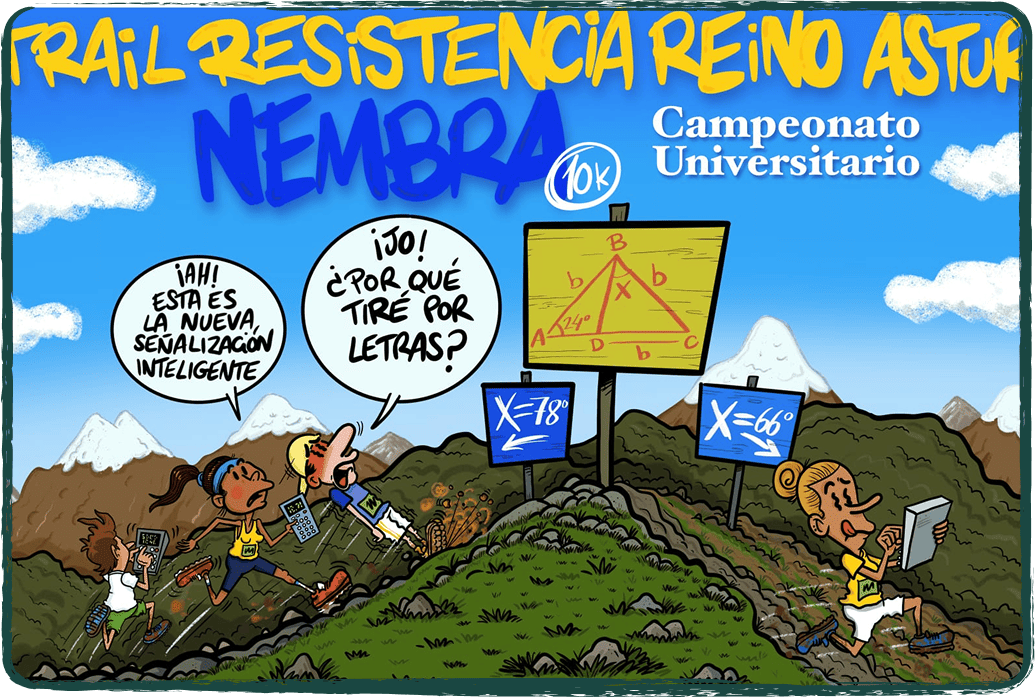 TRAIL RESISTENCIA REINO ASTUR
NEMBRA
10K
Campeonato
Universitario
¡AH!
ESTA ES
LA NUEVA
SEÑALIZACIÓN
INTELIGENTE
¡JO!
¿POR QUÉ
TIRÉ POR
LETRAS?
B
b b
X
A 24° D C
b
X=78°
X=66°